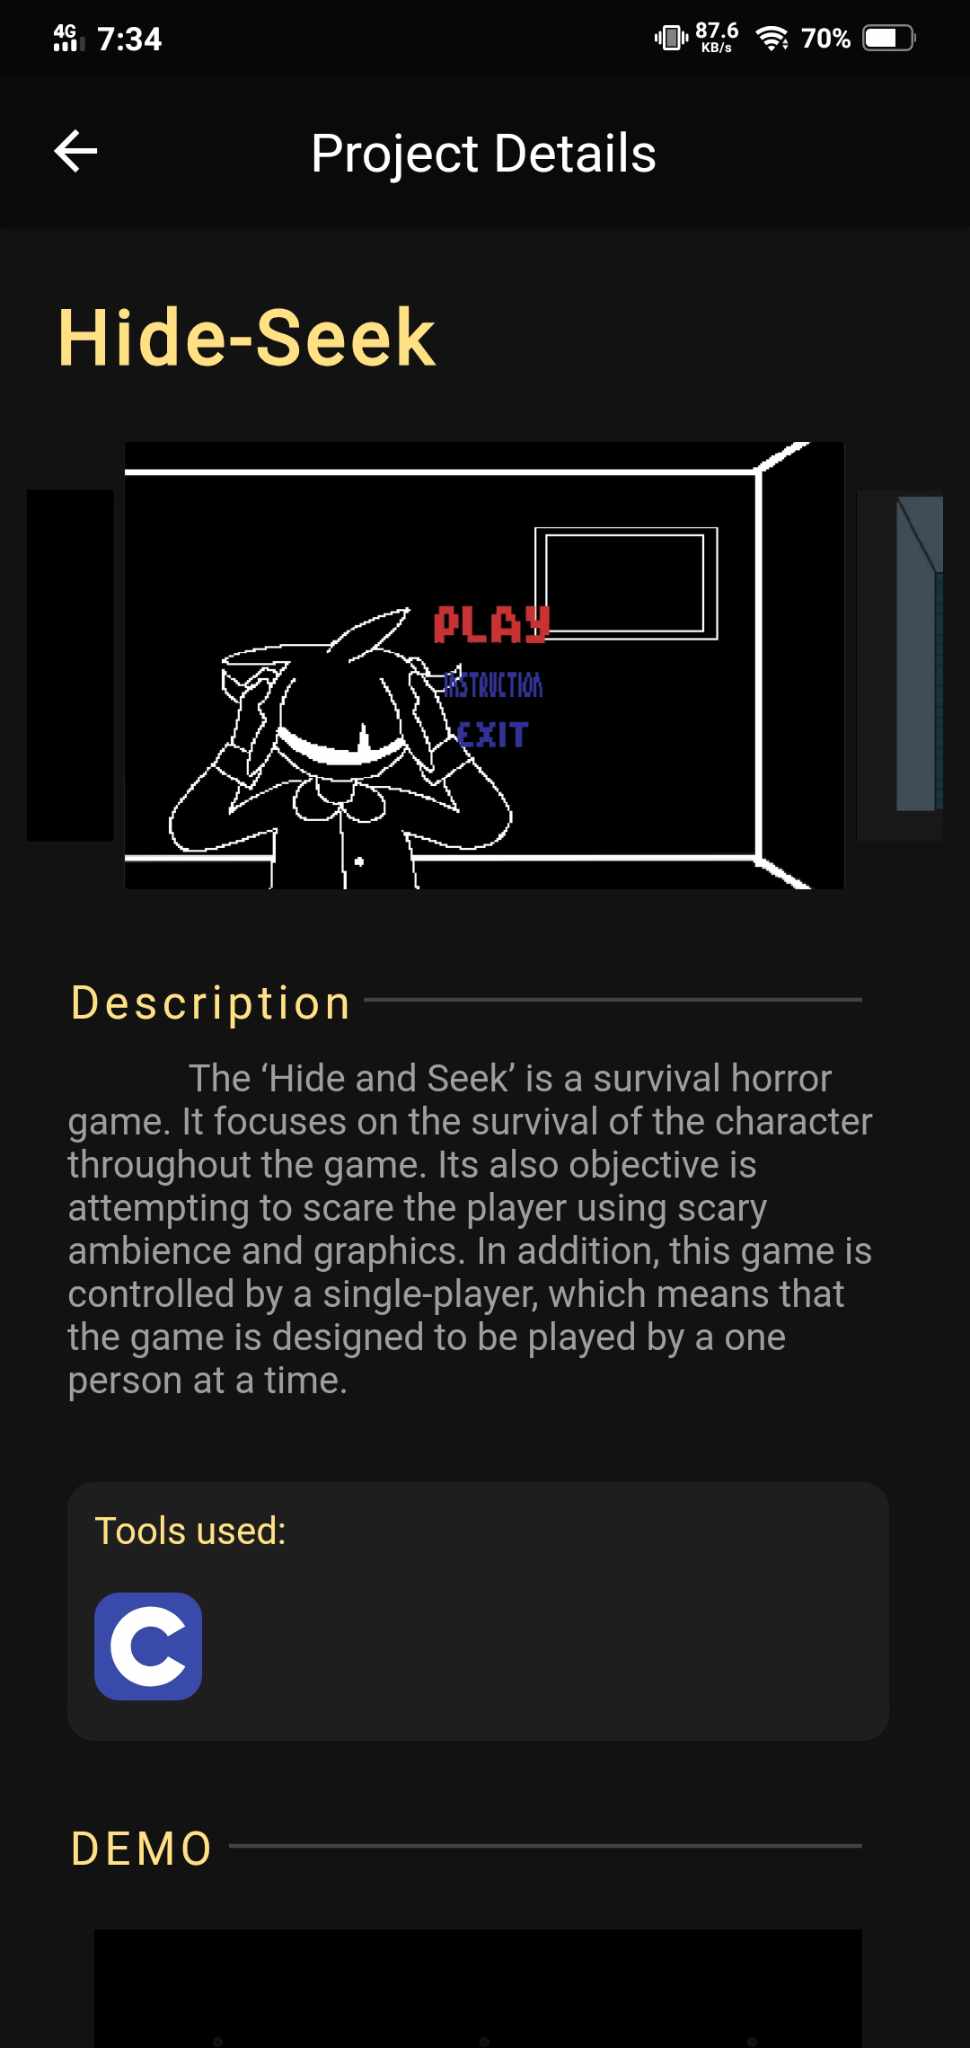 4G 7:34 87.6 KB/s 70%
Project Details
Hide-Seek
PLAY
INSTRUCTION
EXIT
Description
The ‘Hide and Seek’ is a survival horror
game. It focuses on the survival of the character
throughout the game. Its also objective is
attempting to scare the player using scary
ambience and graphics. In addition, this game is
controlled by a single-player, which means that
the game is designed to be played by a one
person at a time.
Tools used:
C
DEMO